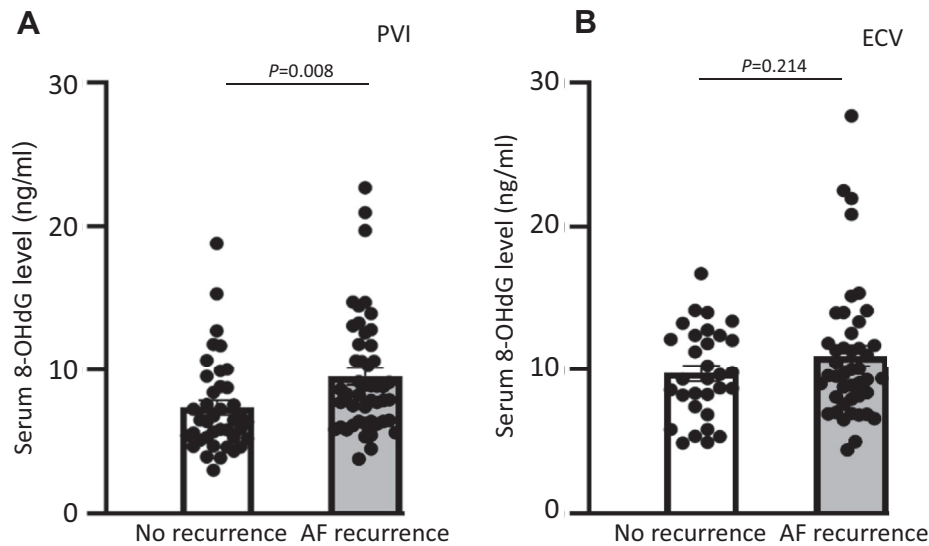 A
PVI
P=0.008
30
20
10
0
Serum 8-OHdG level (ng/ml)
No recurrence
AF recurrence
B
ECV
P=0.214
30
20
10
0
Serum 8-OHdG level (ng/ml)
No recurrence
AF recurrence